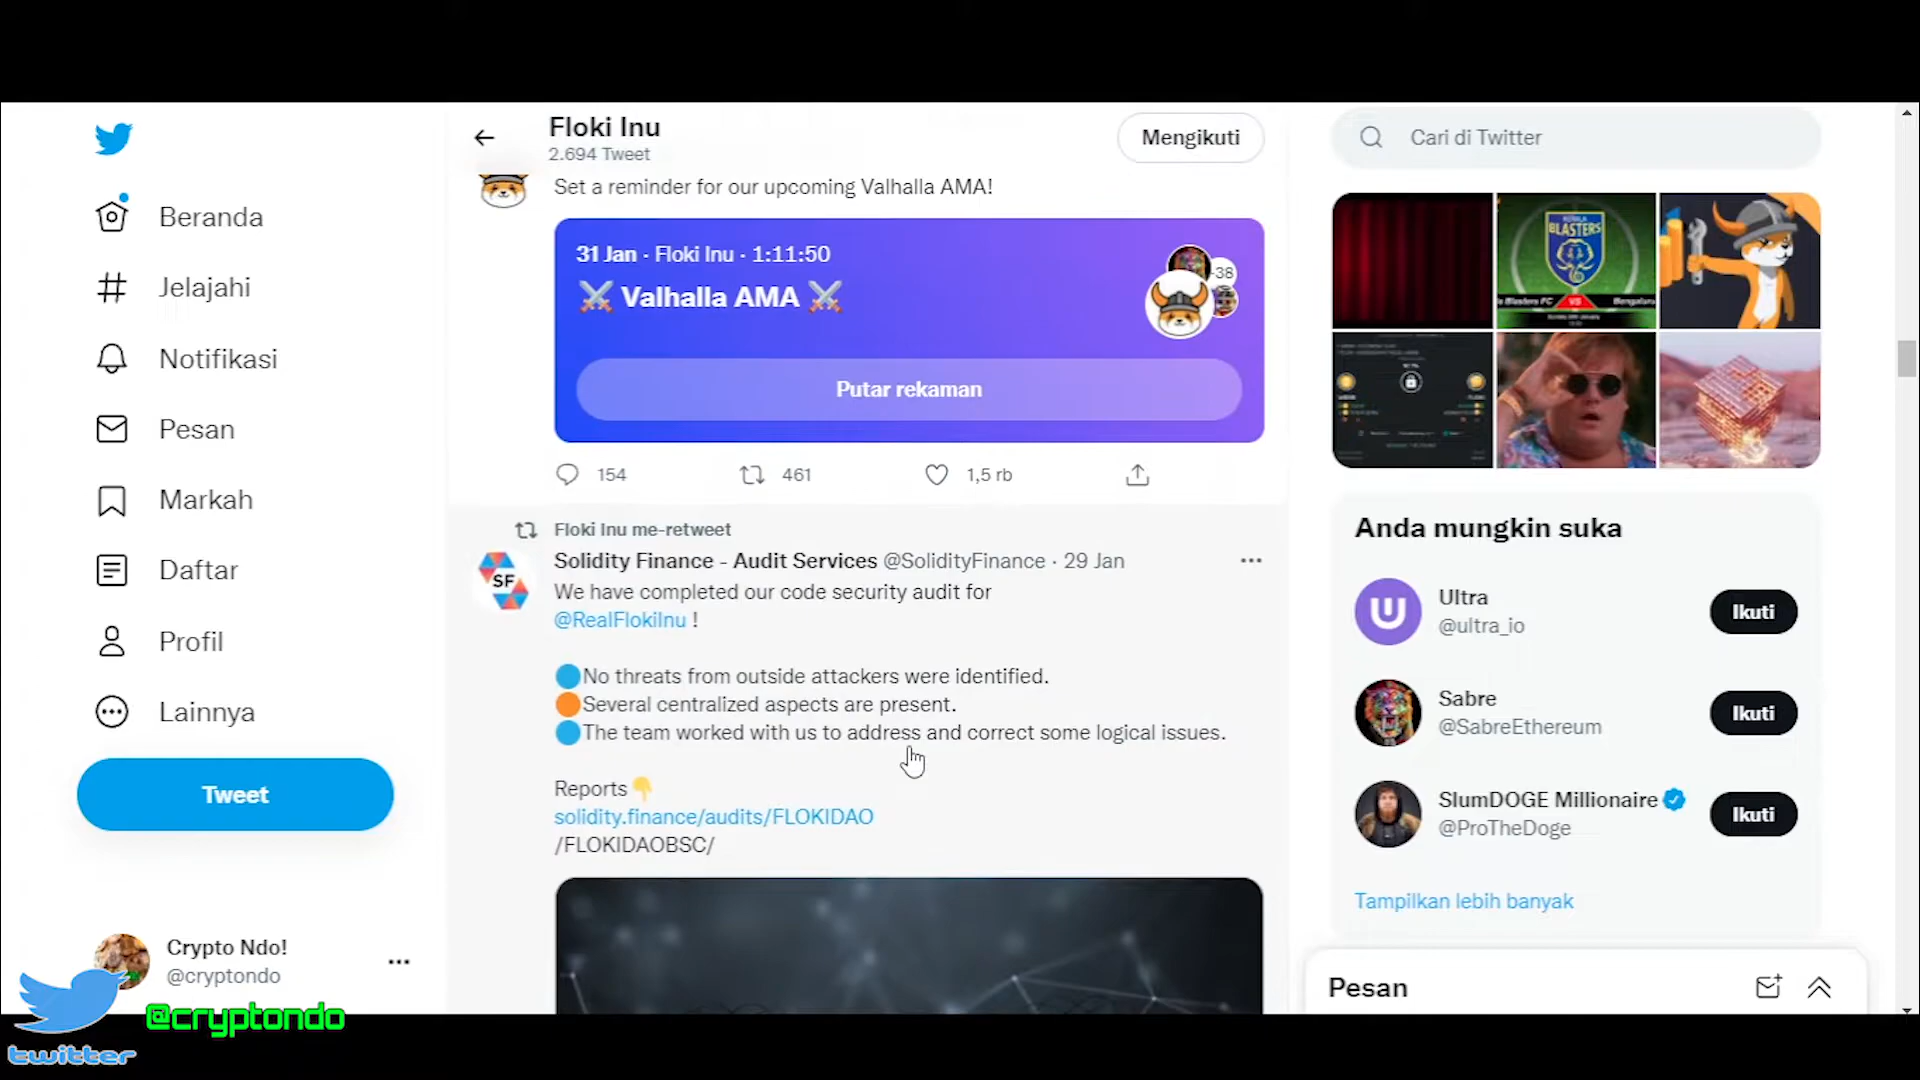 Floki Inu
2.694 Tweet
Mengikuti
Cari di Twitter
Beranda
Jelajahi
Notifikasi
Pesan
Markah
Daftar
Profil
Lainnya
Tweet
Crypto Ndo!
@cryptondo
@cryptondo
twitter
Set a reminder for our upcoming Valhalla AMA!
31 Jan · Floki Inu · 1:11:50
⚔️ Valhalla AMA ⚔️
38
Putar rekaman
154 461 1,5 rb
Floki Inu me-retweet
Solidity Finance - Audit Services @SolidityFinance · 29 Jan
SF
We have completed our code security audit for
@RealFlokiInu !
🔵No threats from outside attackers were identified.
🟠Several centralized aspects are present.
🔵The team worked with us to address and correct some logical issues.
Reports👇
solidity.finance/audits/FLOKIDAO
/FLOKIDAOBSC/
BLASTERS
VS
Anda mungkin suka
Ultra
@ultra_io
Ikuti
Sabre
@SabreEthereum
Ikuti
SlumDOGE Millionaire
@ProTheDoge
Ikuti
Tampilkan lebih banyak
Pesan